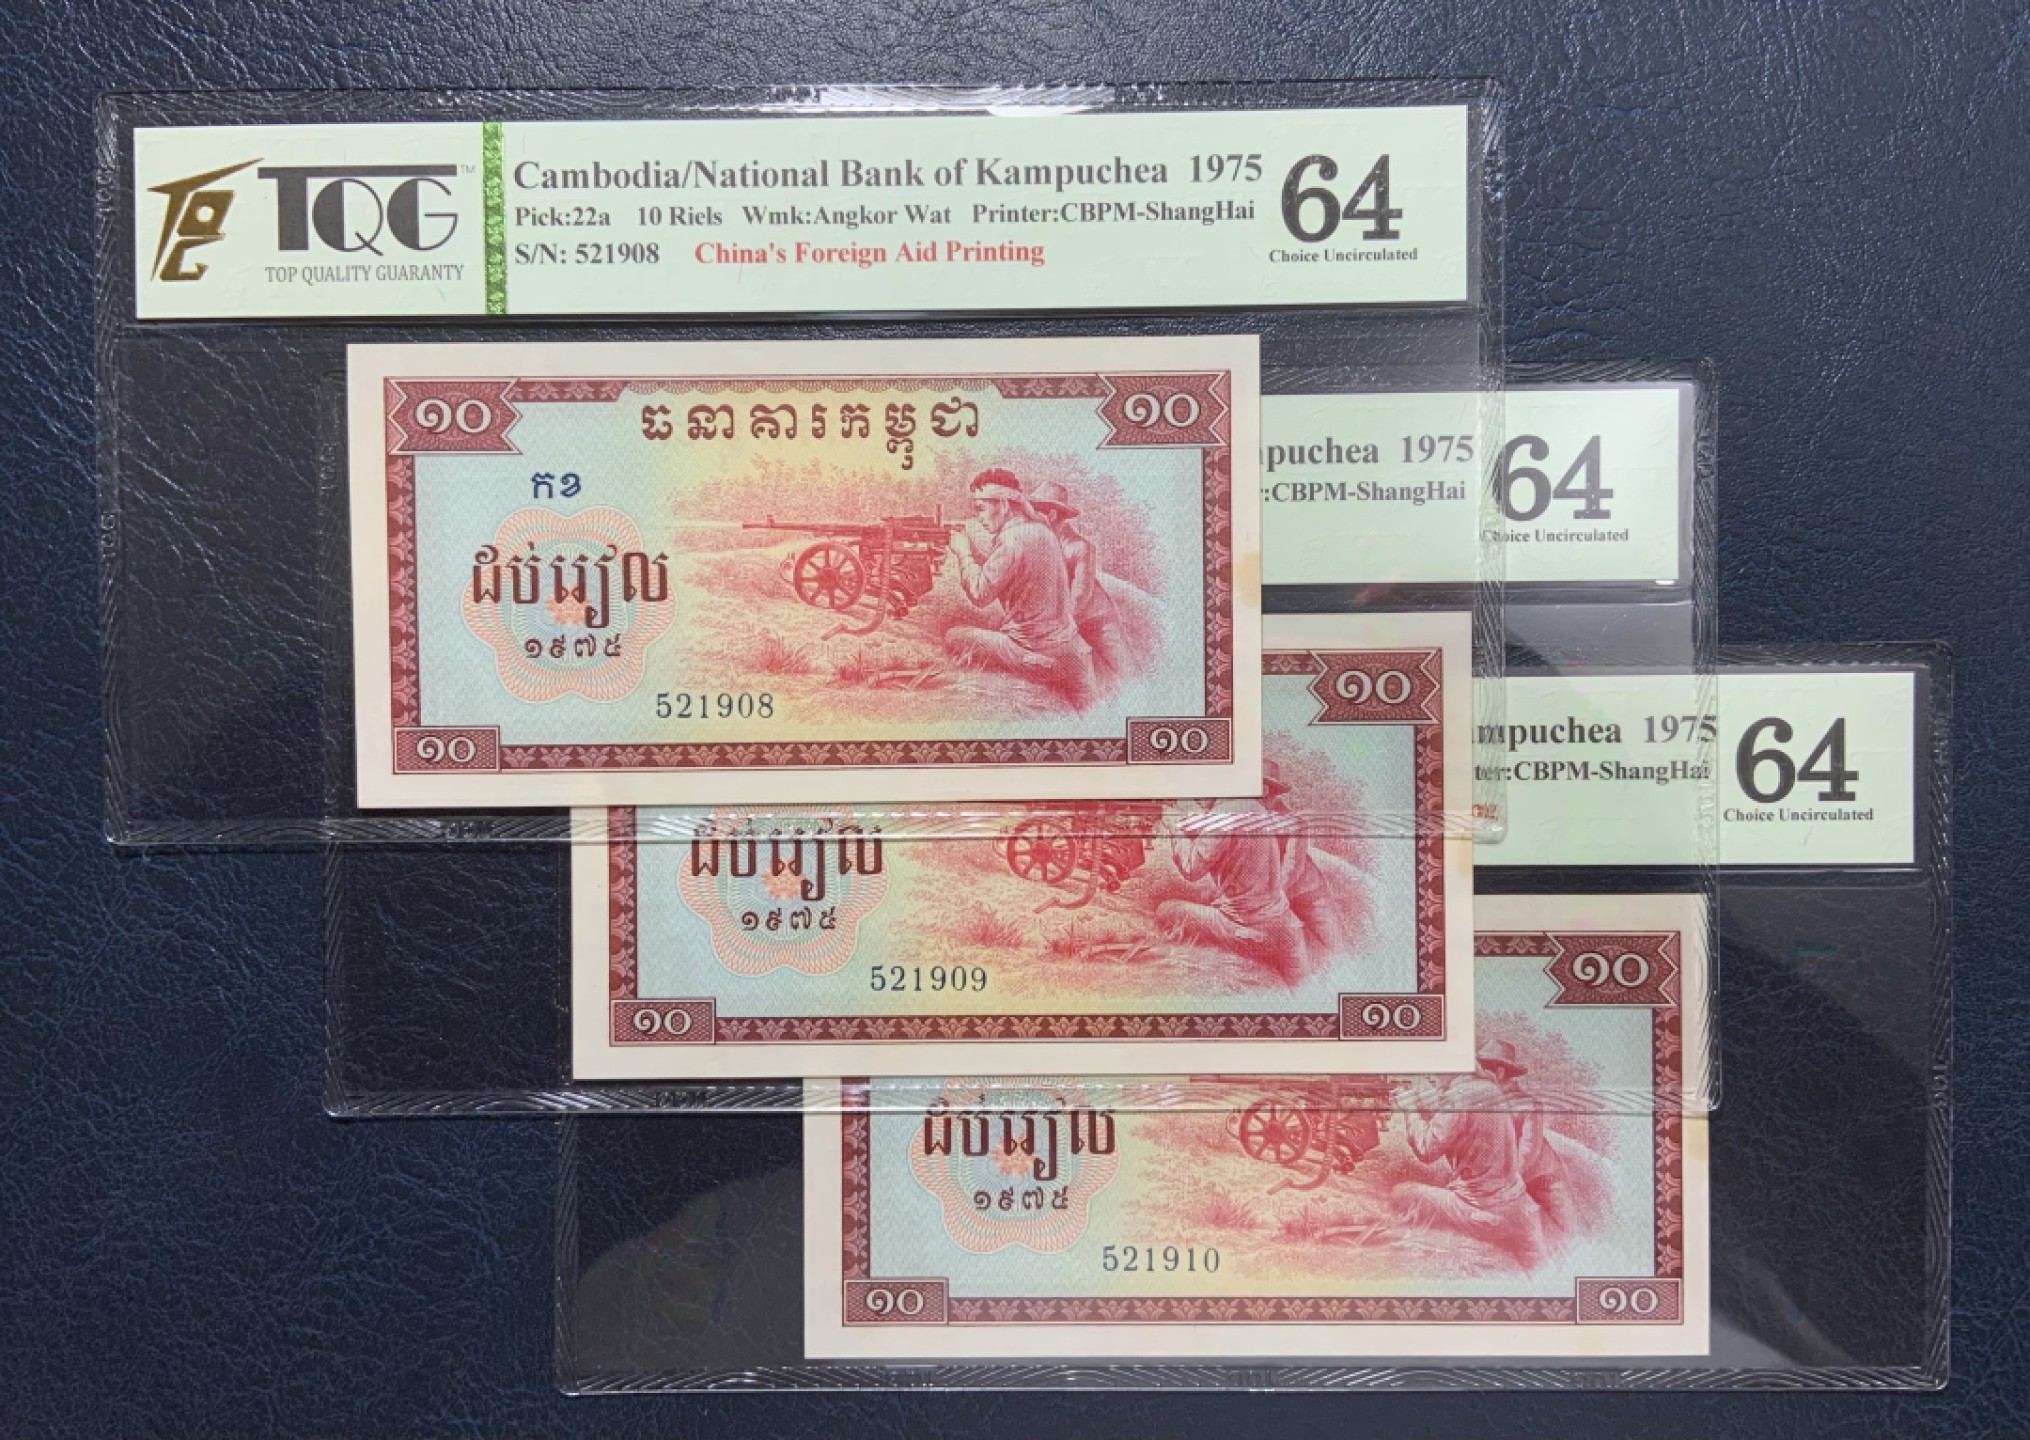 TQG™
TOP QUALITY GUARANTY
Cambodia/National Bank of Kampuchea 1975
Pick:22a 10 Riels Wmk:Angkor Wat Printer:CBPM-ShangHai
S/N: 521908 China's Foreign Aid Printing
64
Choice Uncirculated
១០
ធនាគារកម្ពុជា
១០
កខ
ដប់រៀល
១៩៧៥
521908
១០
១០
mpuchea 1975
:CBPM-ShangHai
64
Choice Uncirculated
១០
ដប់រៀល
១៩៧៥
521909
១០
១០
mpuchea 1975
ter:CBPM-ShangHai
64
Choice Uncirculated
១០
ដប់រៀល
១៩៧៥
521910
១០
១០